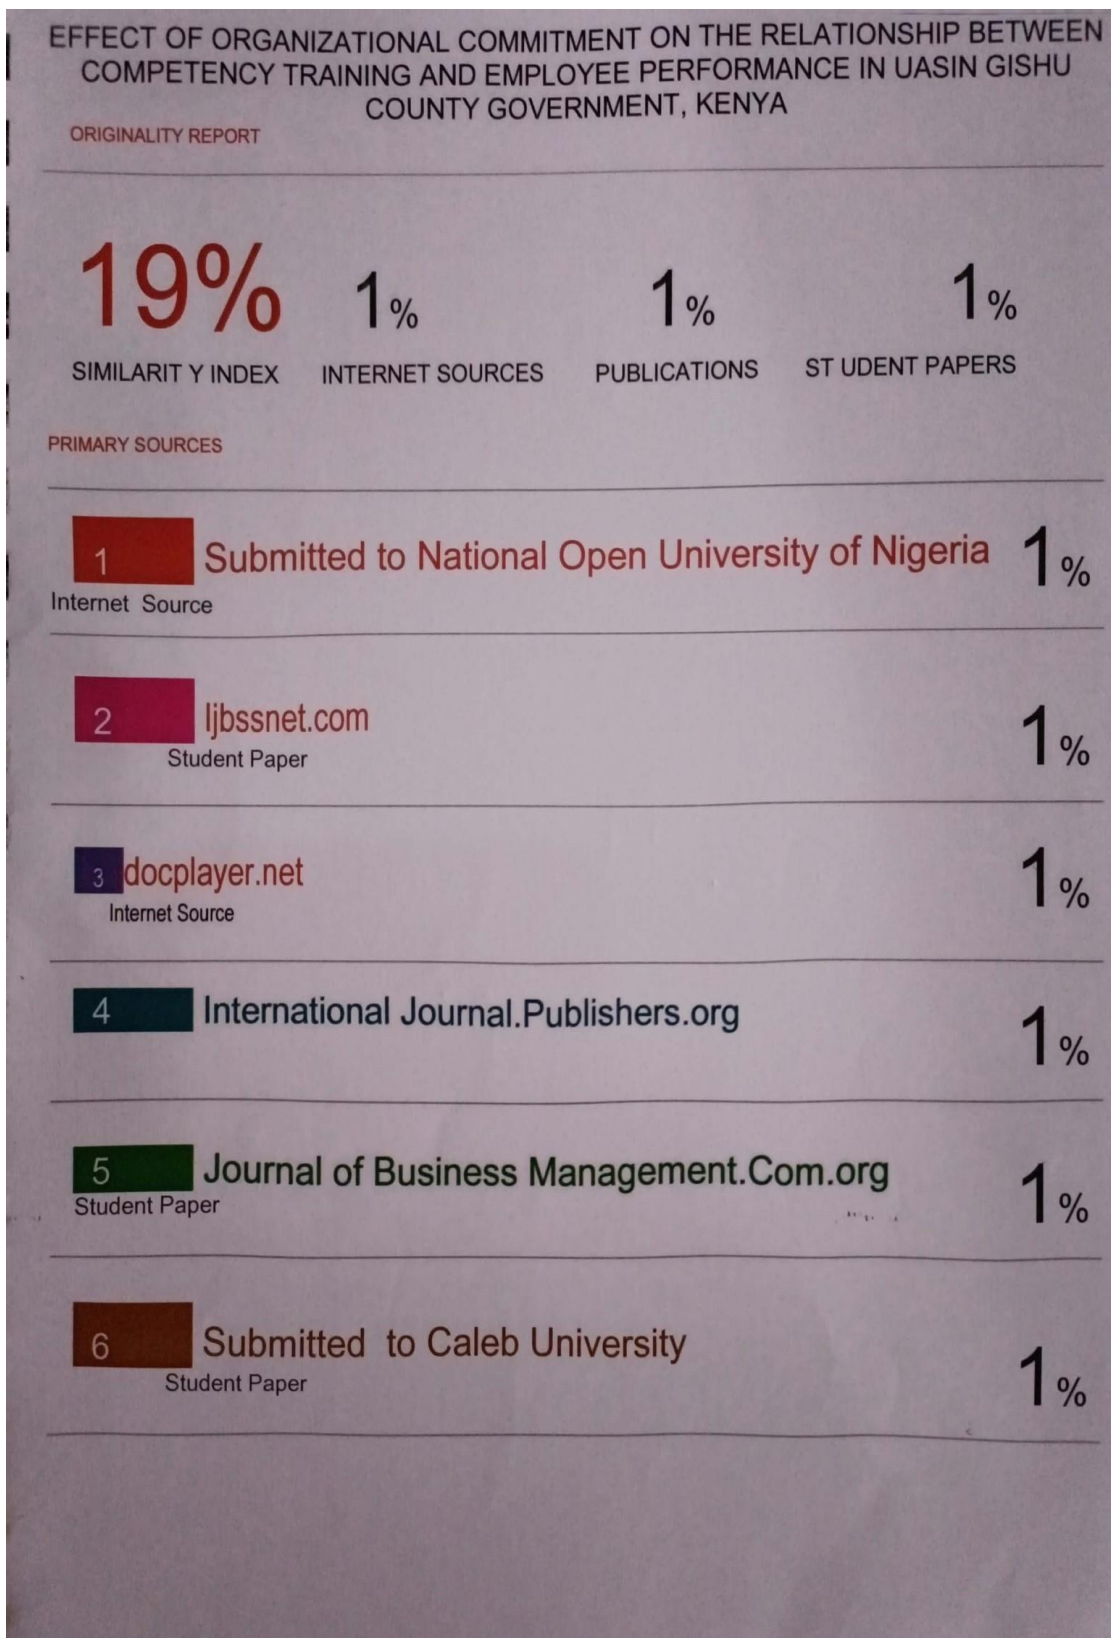 EFFECT OF ORGANIZATIONAL COMMITMENT ON THE RELATIONSHIP BETWEEN
COMPETENCY TRAINING AND EMPLOYEE PERFORMANCE IN UASIN GISHU
COUNTY GOVERNMENT, KENYA
ORIGINALITY REPORT
19% 1% 1% 1%
SIMILARIT Y INDEX INTERNET SOURCES PUBLICATIONS ST UDENT PAPERS
PRIMARY SOURCES
1 Submitted to National Open University of Nigeria 1%
Internet Source
2 Ijbssnet.com 1%
Student Paper
3 docplayer.net 1%
Internet Source
4 International Journal.Publishers.org 1%
5 Journal of Business Management.Com.org 1%
Student Paper
6 Submitted to Caleb University 1%
Student Paper